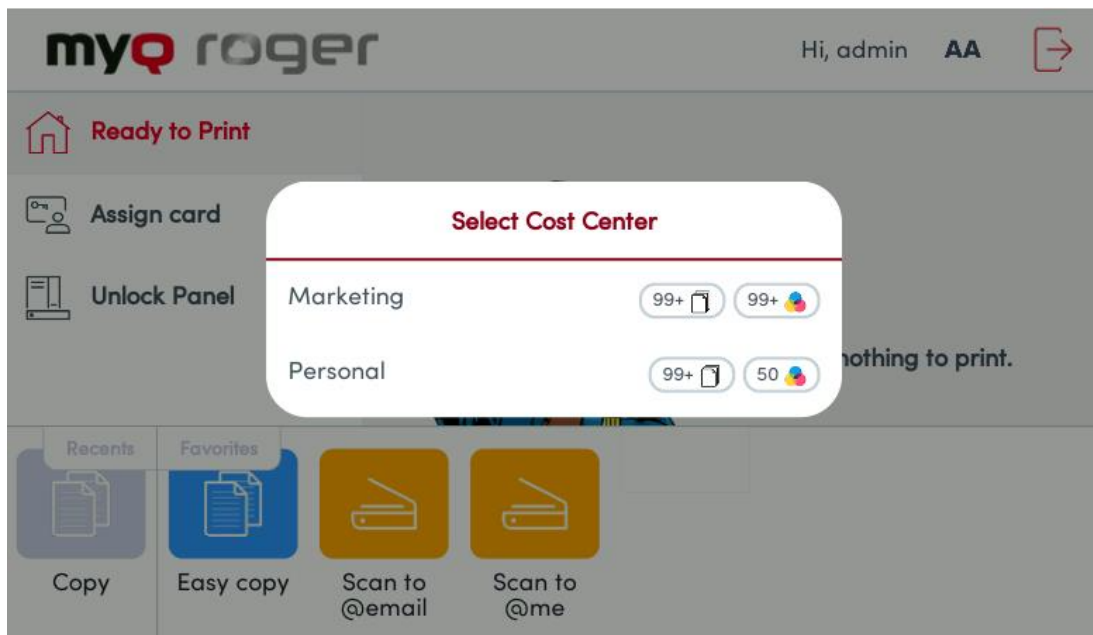 myQ roger
Hi, admin AA
Ready to Print
Assign card
Unlock Panel
Select Cost Center
Marketing 99+ 99+
Personal 99+ 50
nothing to print.
Recents Favorites
Copy
Easy copy
Scan to
@email
Scan to
@me